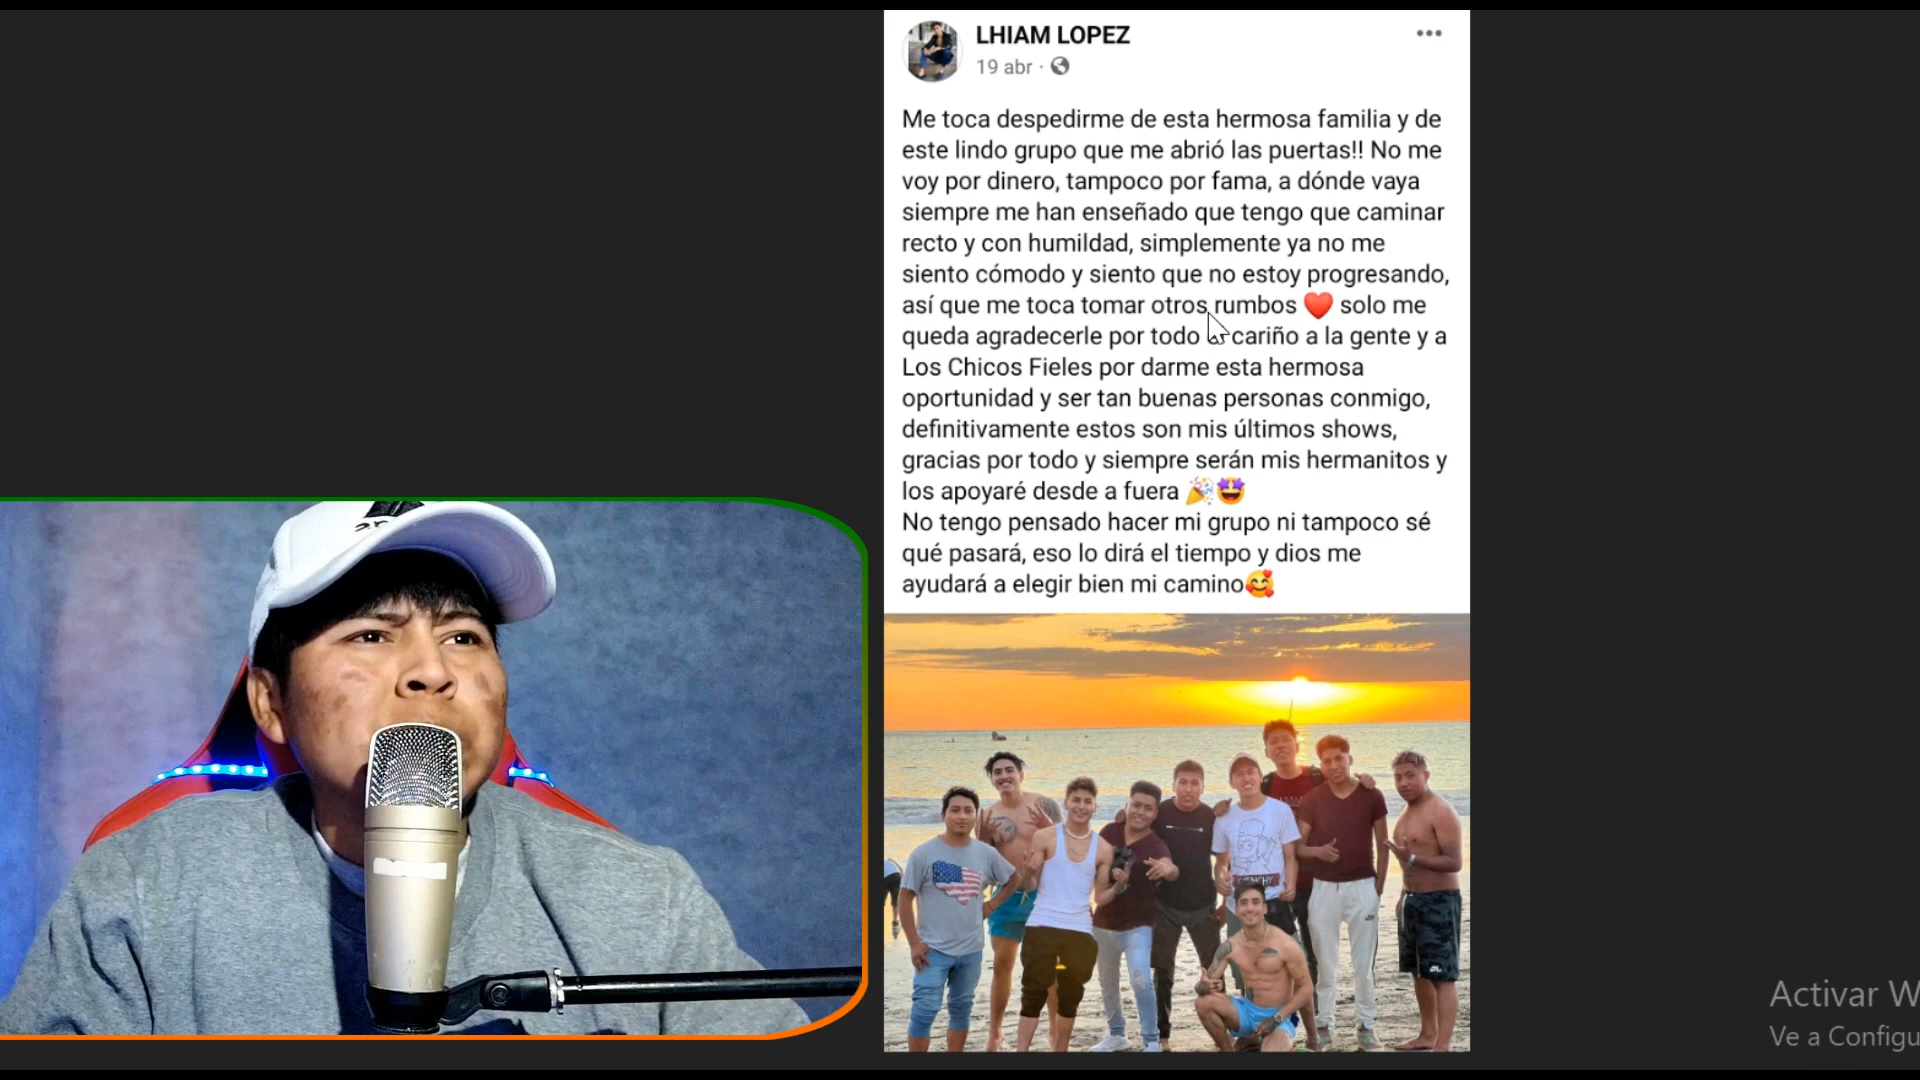 LHIAM LOPEZ
19 abr ·
Me toca despedirme de esta hermosa familia y de
este lindo grupo que me abrió las puertas!! No me
voy por dinero, tampoco por fama, a dónde vaya
siempre me han enseñado que tengo que caminar
recto y con humildad, simplemente ya no me
siento cómodo y siento que no estoy progresando,
así que me toca tomar otros rumbos ❤️ solo me
queda agradecerle por todo cariño a la gente y a
Los Chicos Fieles por darme esta hermosa
oportunidad y ser tan buenas personas conmigo,
definitivamente estos son mis últimos shows,
gracias por todo y siempre serán mis hermanitos y
los apoyaré desde a fuera 🎉🤩
No tengo pensado hacer mi grupo ni tampoco sé
qué pasará, eso lo dirá el tiempo y dios me
ayudará a elegir bien mi camino🥰
Activar W
Ve a Configu